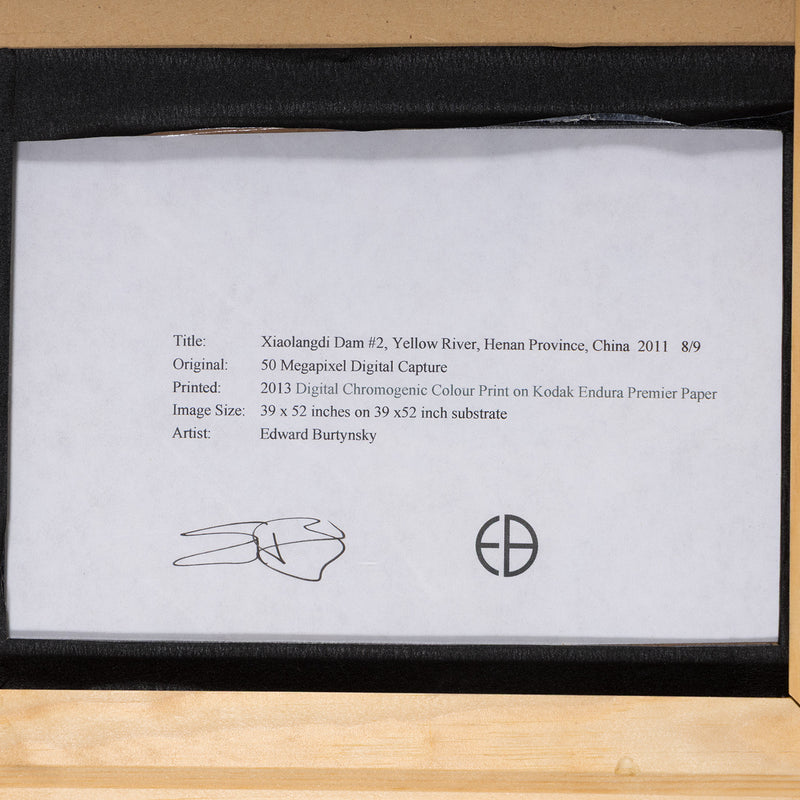 Title: Xiaolangdi Dam #2, Yellow River, Henan Province, China 2011 8/9
Original: 50 Megapixel Digital Capture
Printed: 2013 Digital Chromogenic Colour Print on Kodak Endura Premier Paper
Image Size: 39 x 52 inches on 39 x52 inch substrate
Artist: Edward Burtynsky
EB